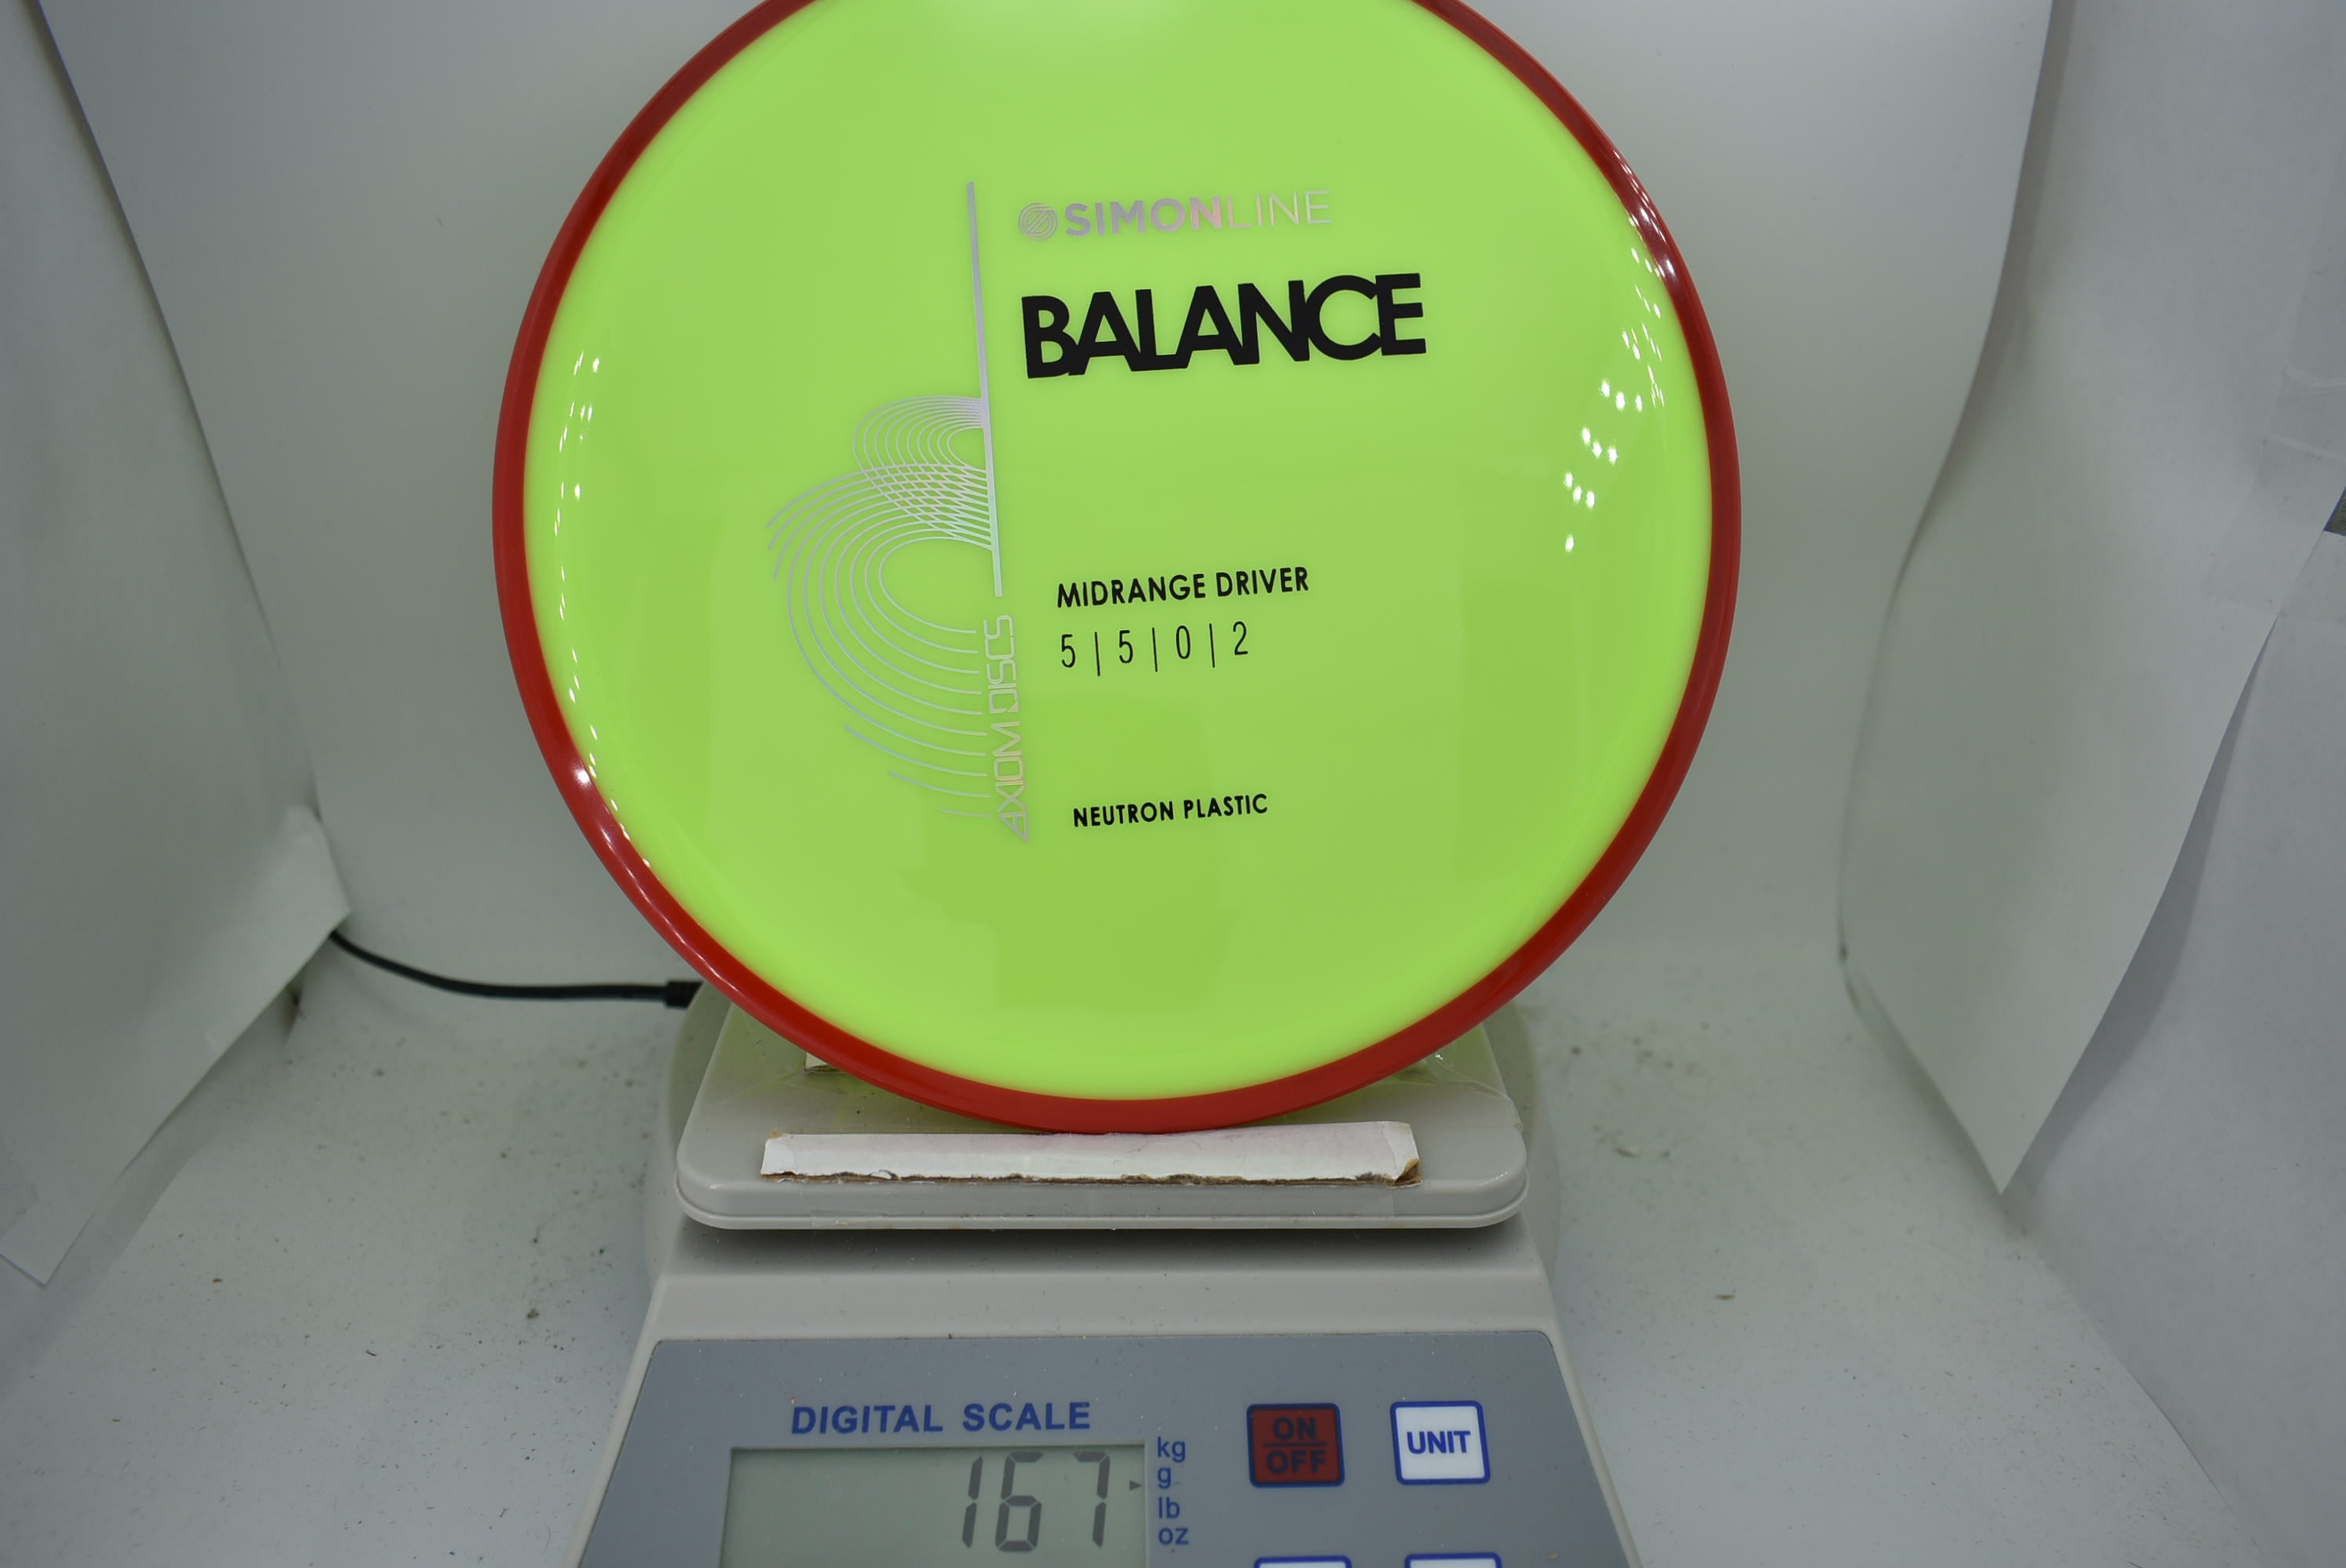 SIMONLINE
BALANCE
MIDRANGE DRIVER
5 | 5 | 0 | 2
AXIOM DISCS
NEUTRON PLASTIC
DIGITAL SCALE
167
kg
g
lb
oz
ON
OFF
UNIT